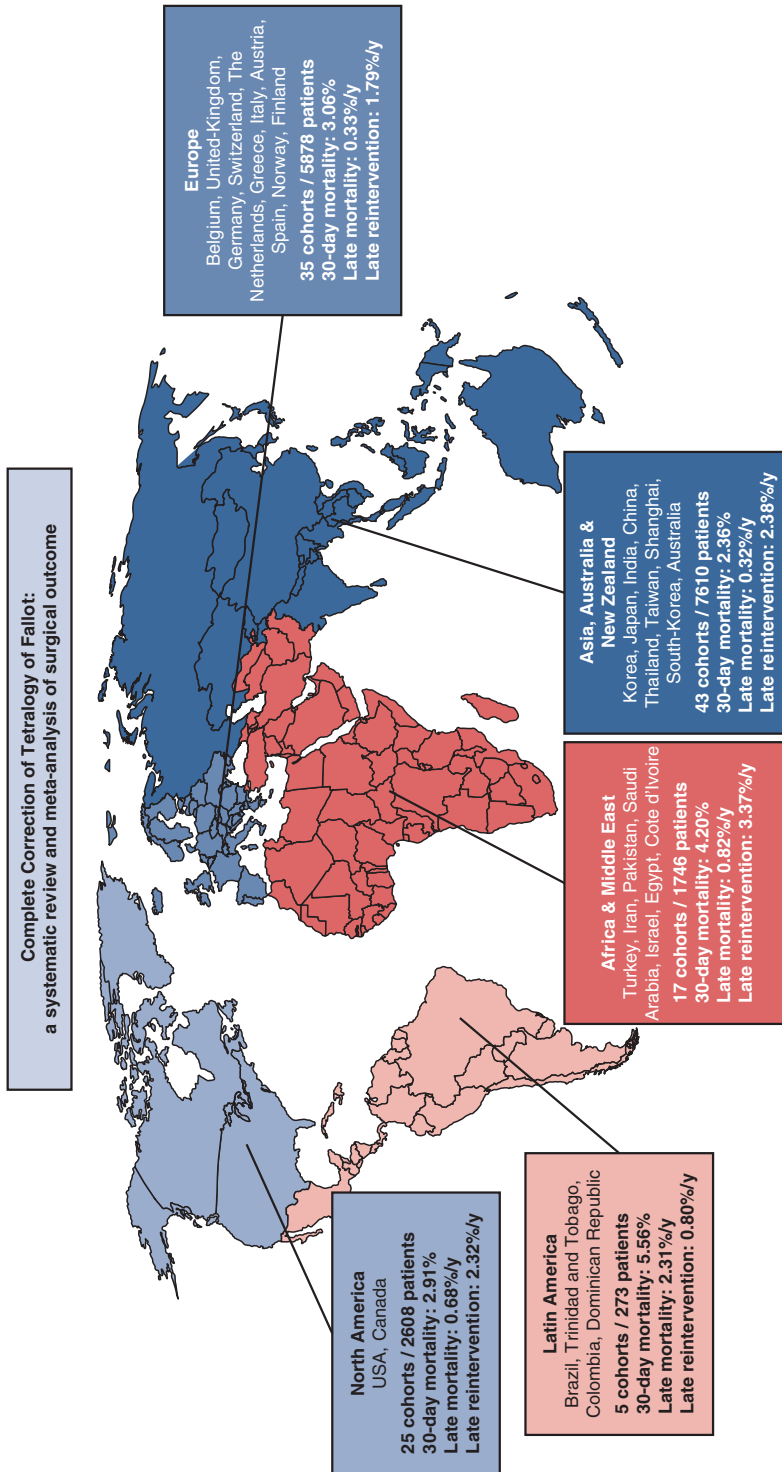 Complete Correction of Tetralogy of Fallot:
a systematic review and meta-analysis of surgical outcome
North America
USA, Canada
25 cohorts / 2608 patients
30-day mortality: 2.91%
Late mortality: 0.68%/y
Late reintervention: 2.32%/y
Europe
Belgium, United-Kingdom,
Germany, Switzerland, The
Netherlands, Greece, Italy, Austria,
Spain, Norway, Finland
35 cohorts / 5878 patients
30-day mortality: 3.06%
Late mortality: 0.33%/y
Late reintervention: 1.79%/y
Latin America
Brazil, Trinidad and Tobago,
Colombia, Dominican Republic
5 cohorts / 273 patients
30-day mortality: 5.56%
Late mortality: 2.31%/y
Late reintervention: 0.80%/y
Africa & Middle East
Turkey, Iran, Pakistan, Saudi
Arabia, Israel, Egypt, Cote d'Ivoire
17 cohorts / 1746 patients
30-day mortality: 4.20%
Late mortality: 0.82%/y
Late reintervention: 3.37%/y
Asia, Australia &
New Zealand
Korea, Japan, India, China,
Thailand, Taiwan, Shanghai,
South-Korea, Australia
43 cohorts / 7610 patients
30-day mortality: 2.36%
Late mortality: 0.32%/y
Late reintervention: 2.38%/y